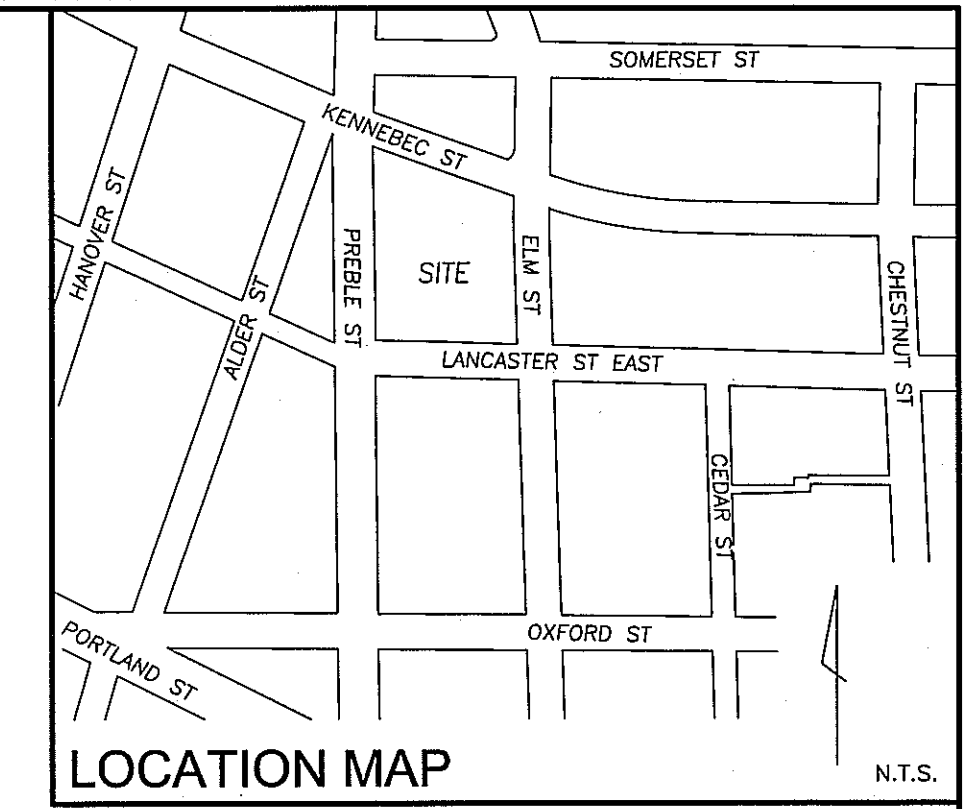 SOMERSET ST
KENNEBEC ST
HANOVER ST
PREBLE ST
SITE
ELM ST
CHESTNUT ST
ALDER ST
LANCASTER ST EAST
CEDAR ST
OXFORD ST
PORTLAND ST
LOCATION MAP
N.T.S.